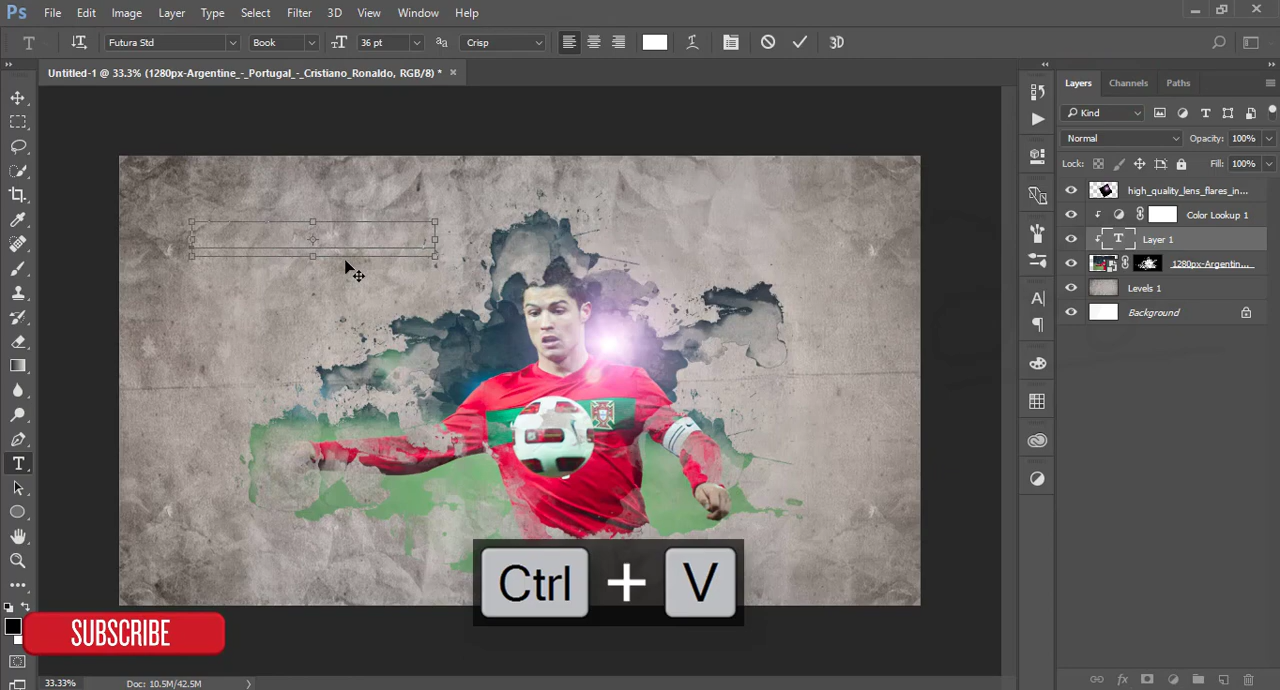 Ps File Edit Image Layer Type Select Filter 3D View Window Help
T Futura Std Book 36 pt Crisp 3D
Untitled-1 @ 33.3% (1280px-Argentine_-_Portugal_-_Cristiano_Ronaldo, RGB/8) *
Layers Channels Paths
Kind
Normal Opacity: 100%
Lock: Fill: 100%
high_quality_lens_flares_in...
Color Lookup 1
Layer 1
1280px-Argentin...
Levels 1
Background
Ctrl + V
SUBSCRIBE
33.33% Doc: 10.5M/42.5M